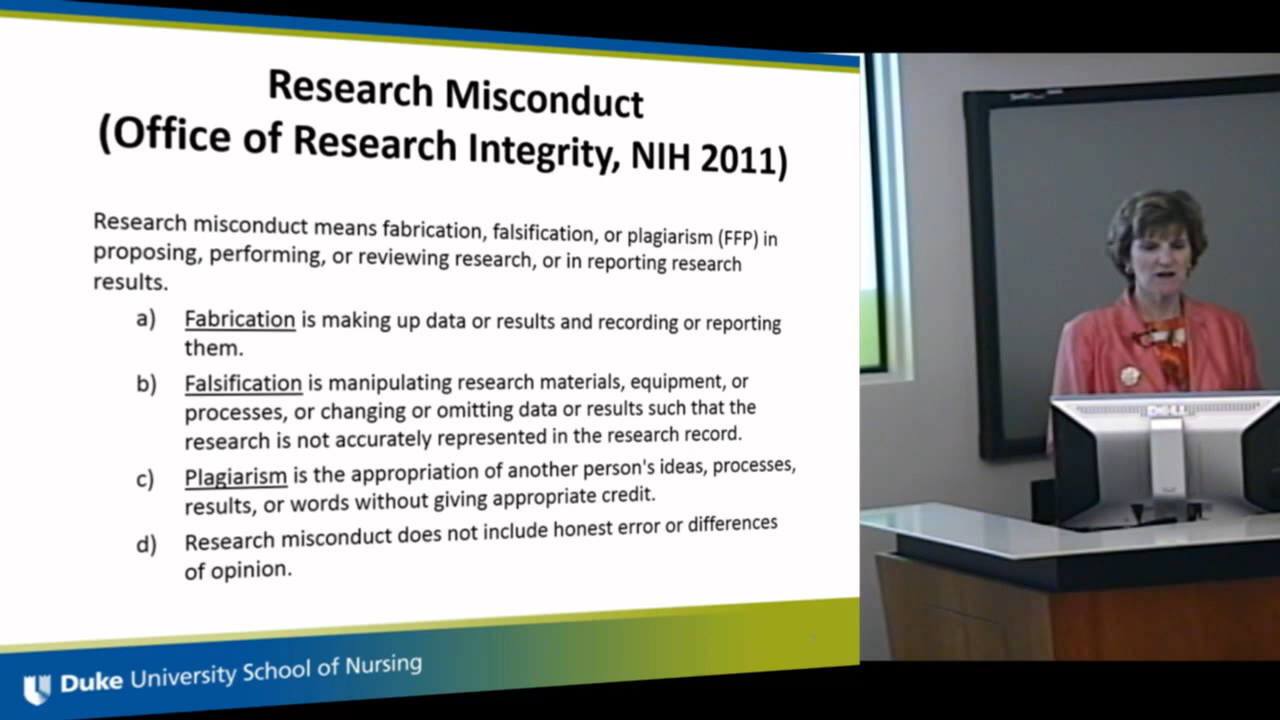 Research Misconduct
(Office of Research Integrity, NIH 2011)
Research misconduct means fabrication, falsification, or plagiarism (FFP) in
proposing, performing, or reviewing research, or in reporting research
results.
a) Fabrication is making up data or results and recording or reporting
them.
b) Falsification is manipulating research materials, equipment, or
processes, or changing or omitting data or results such that the
research is not accurately represented in the research record.
c) Plagiarism is the appropriation of another person's ideas, processes,
results, or words without giving appropriate credit.
d) Research misconduct does not include honest error or differences
of opinion.
Duke University School of Nursing
DELL